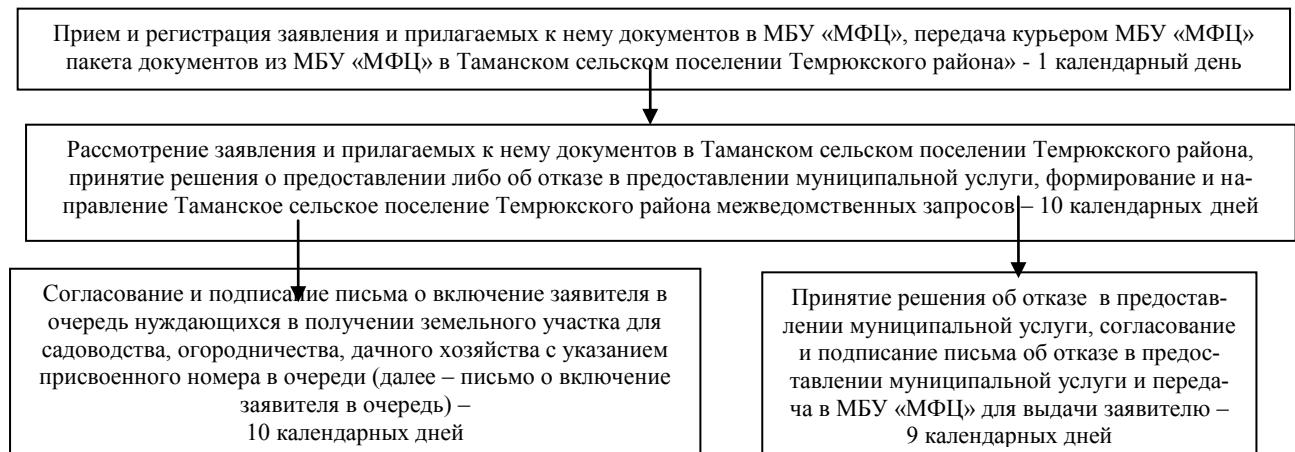 Прием и регистрация заявления и прилагаемых к нему документов в МБУ «МФЦ», передача курьером МБУ «МФЦ»
пакета документов из МБУ «МФЦ» в Таманском сельском поселении Темрюкского района» - 1 календарный день
Рассмотрение заявления и прилагаемых к нему документов в Таманском сельском поселении Темрюкского района,
принятие решения о предоставлении либо об отказе в предоставлении муниципальной услуги, формирование и на-
правление Таманское сельское поселение Темрюкского района межведомственных запросов – 10 календарных дней
Согласование и подписание письма о включение заявителя в
очередь нуждающихся в получении земельного участка для
садоводства, огородничества, дачного хозяйства с указанием
присвоенного номера в очереди (далее – письмо о включение
заявителя в очередь) –
10 календарных дней
Принятие решения об отказе в предостав-
лении муниципальной услуги, согласование
и подписание письма об отказе в предос-
тавлении муниципальной услуги и переда-
ча в МБУ «МФЦ» для выдачи заявителю –
9 календарных дней